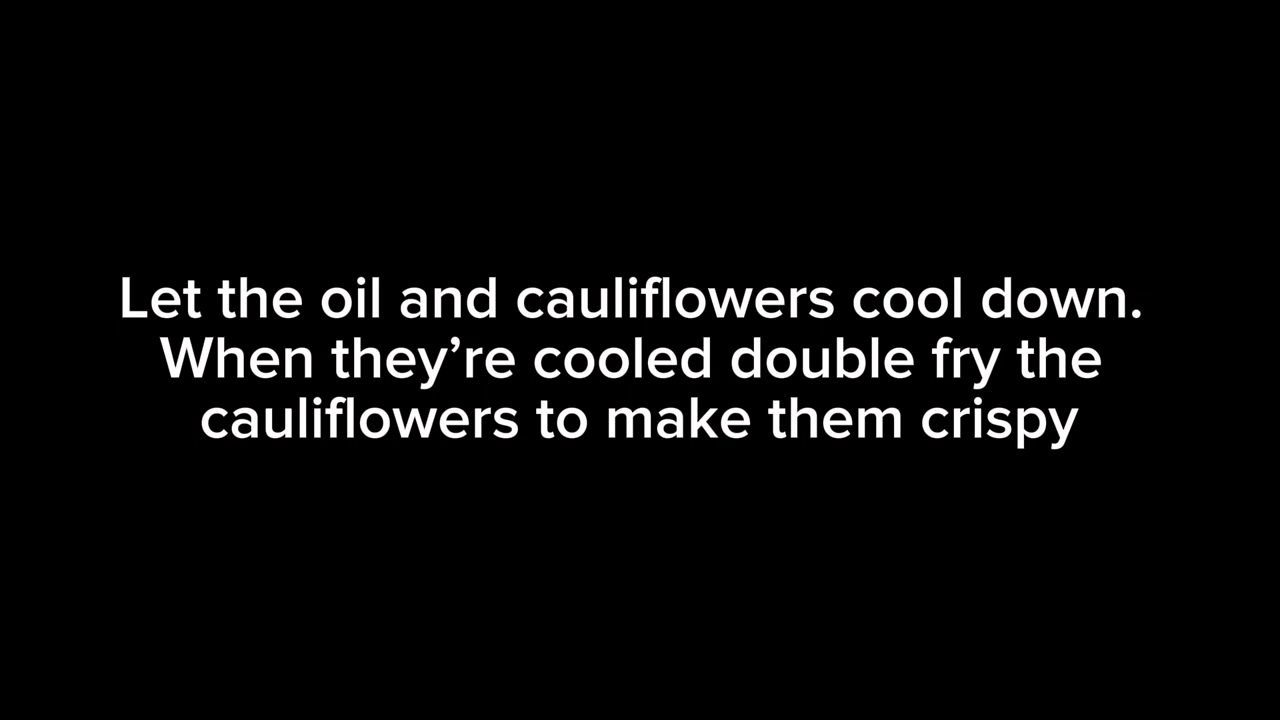 Let the oil and cauliflowers cool down.
When they’re cooled double fry the
cauliflowers to make them crispy